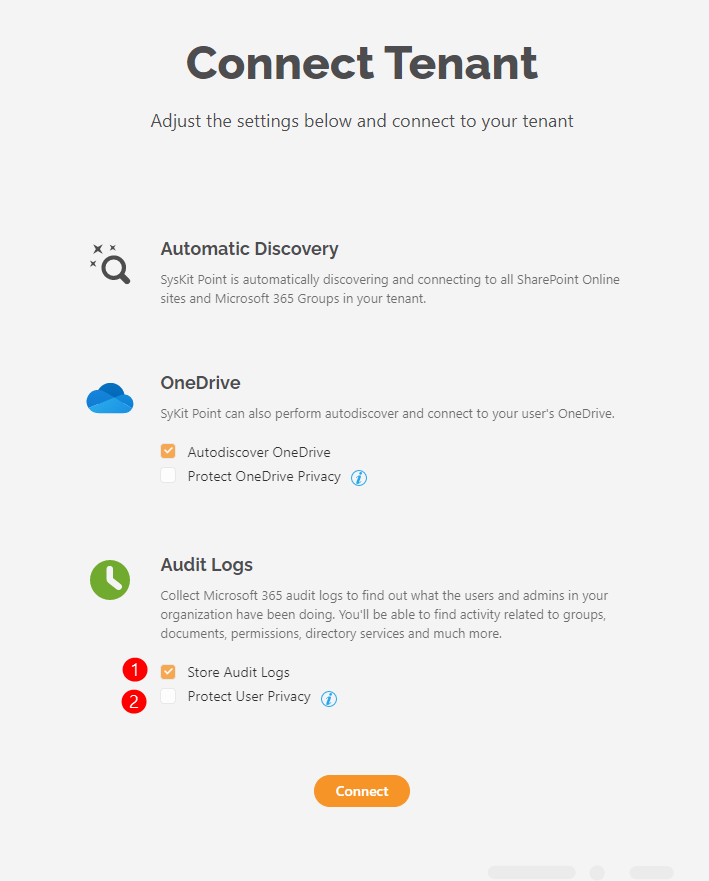 Connect Tenant
Adjust the settings below and connect to your tenant
Automatic Discovery
SysKit Point is automatically discovering and connecting to all SharePoint Online
sites and Microsoft 365 Groups in your tenant.
OneDrive
SyKit Point can also perform autodiscover and connect to your user's OneDrive.
Autodiscover OneDrive
Protect OneDrive Privacy i
Audit Logs
Collect Microsoft 365 audit logs to find out what the users and admins in your
organization have been doing. You'll be able to find activity related to groups,
documents, permissions, directory services and much more.
1 Store Audit Logs
2 Protect User Privacy i
Connect